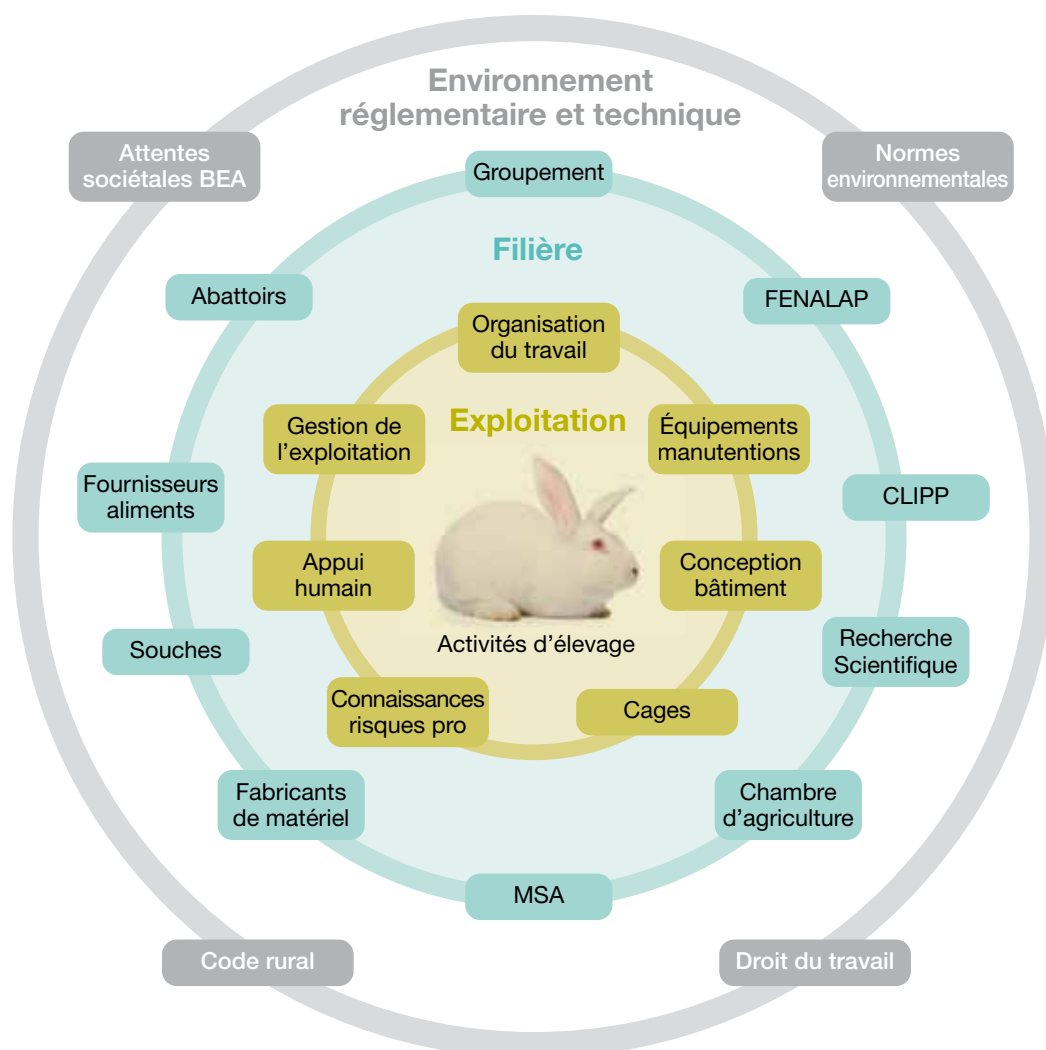 Environnement
réglementaire et technique
Attentes
sociétales BEA
Normes
environnementales
Groupement
Filière
Abattoirs
FENALAP
Organisation
du travail
Exploitation
Gestion de
l’exploitation
Équipements
manutentions
Fournisseurs
aliments
CLIPP
Appui
humain
Conception
bâtiment
Activités d’élevage
Souches
Recherche
Scientifique
Connaissances
risques pro
Cages
Fabricants
de matériel
Chambre
d’agriculture
MSA
Code rural
Droit du travail